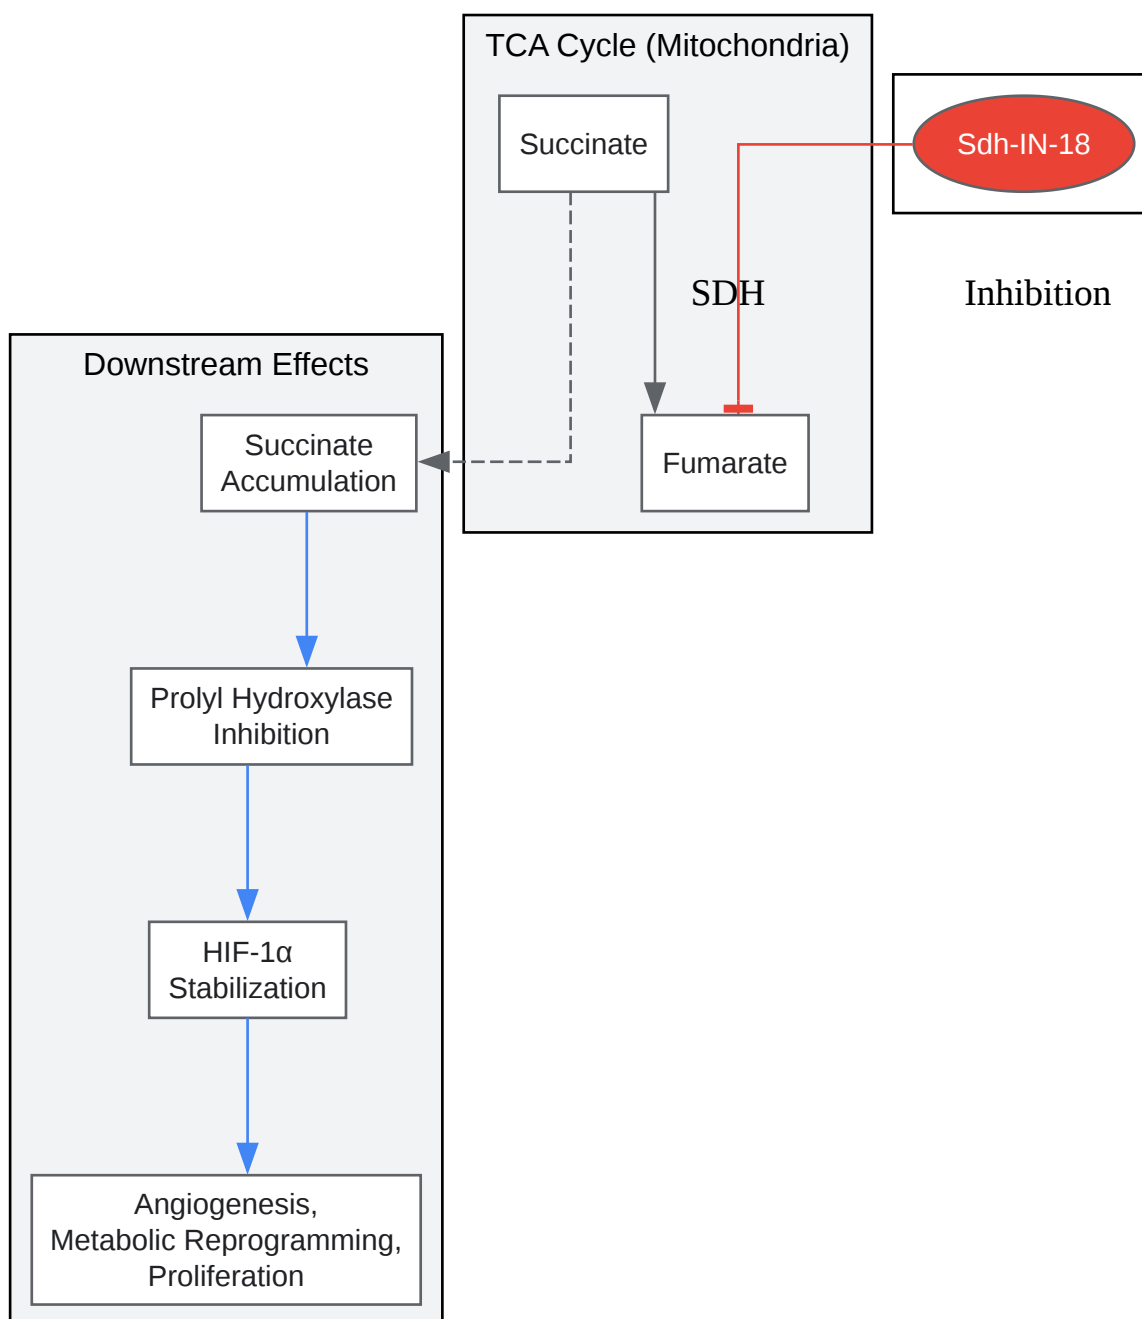 TCA Cycle (Mitochondria)
Succinate
Sdh-IN-18
SDH
Inhibition
Fumarate
Downstream Effects
Succinate
Accumulation
Prolyl Hydroxylase
Inhibition
HIF-1α
Stabilization
Angiogenesis,
Metabolic Reprogramming,
Proliferation